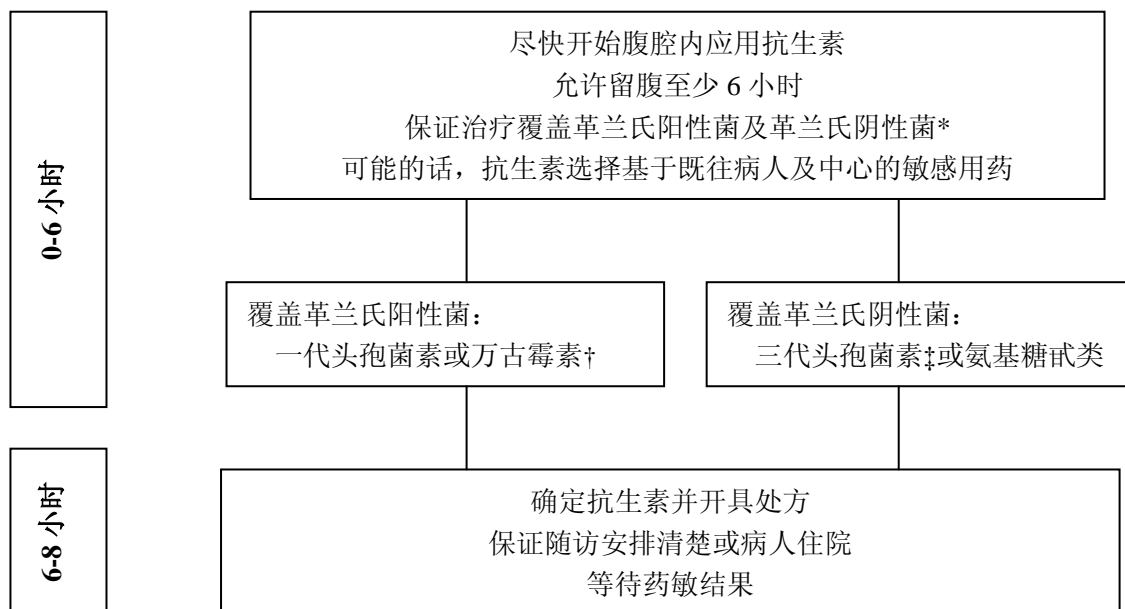 0-6 小时
尽快开始腹腔内应用抗生素
允许留腹至少 6 小时
保证治疗覆盖革兰氏阳性菌及革兰氏阴性菌*
可能的话，抗生素选择基于既往病人及中心的敏感用药
覆盖革兰氏阳性菌：
一代头孢菌素或万古霉素†
覆盖革兰氏阴性菌：
三代头孢菌素‡或氨基糖甙类
6-8 小时
确定抗生素并开具处方
保证随访安排清楚或病人住院
等待药敏结果